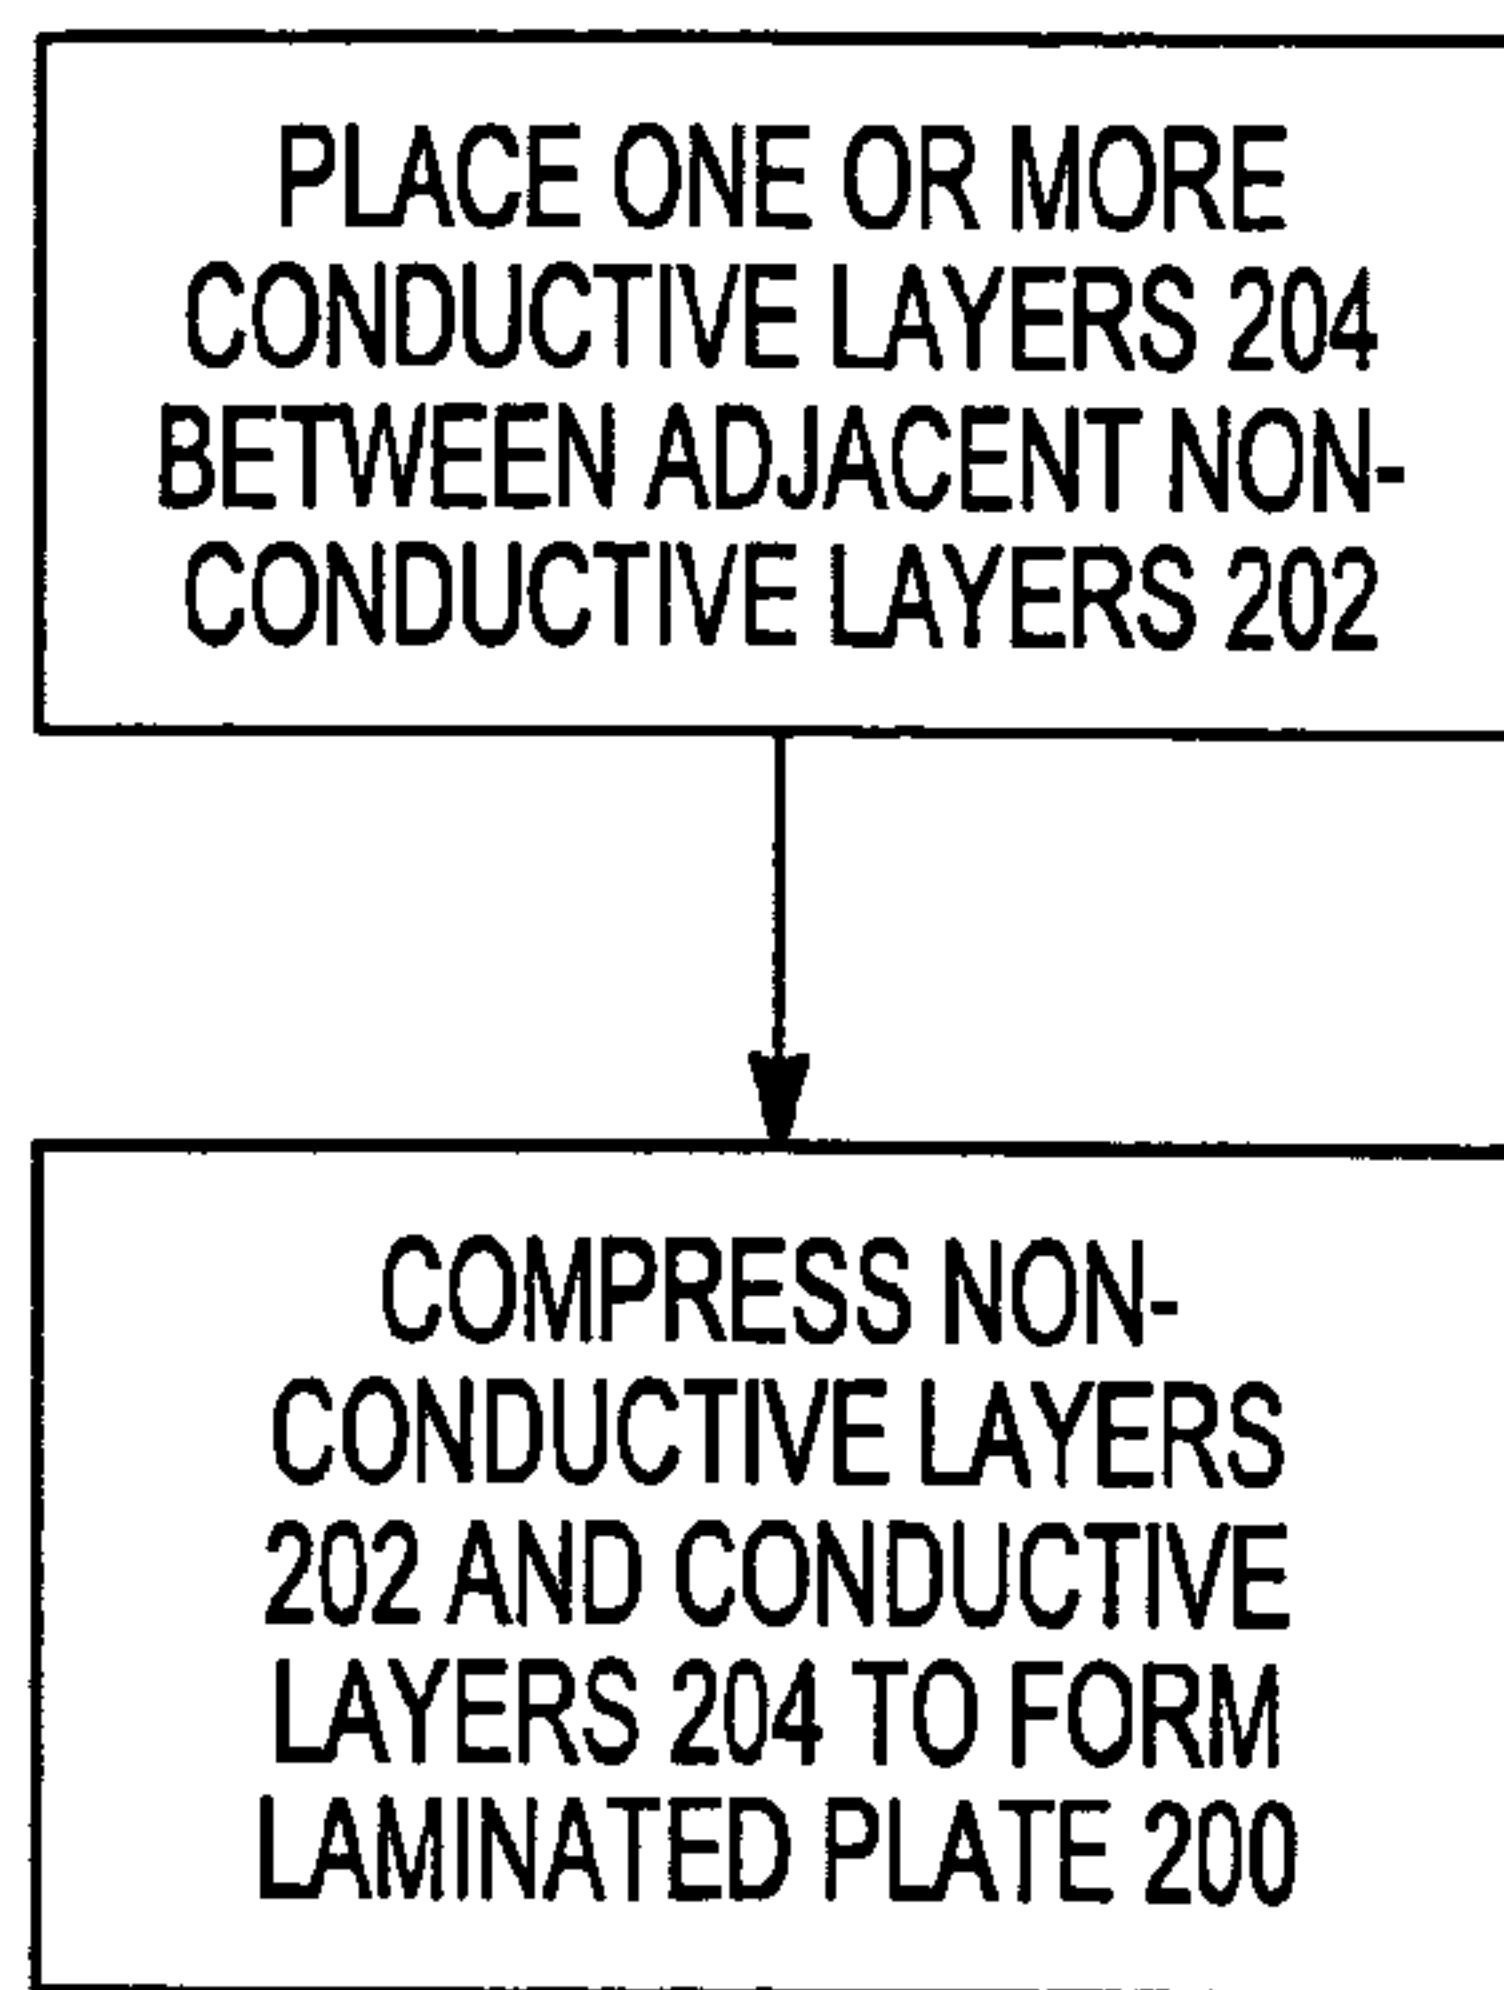 PLACE ONE OR MORE
CONDUCTIVE LAYERS 204
BETWEEN ADJACENT NON-
CONDUCTIVE LAYERS 202
COMPRESS NON-
CONDUCTIVE LAYERS
202 AND CONDUCTIVE
LAYERS 204 TO FORM
LAMINATED PLATE 200